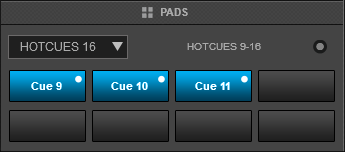 PADS
HOTCUES 16
HOTCUES 9-16
Cue 9
Cue 10
Cue 11